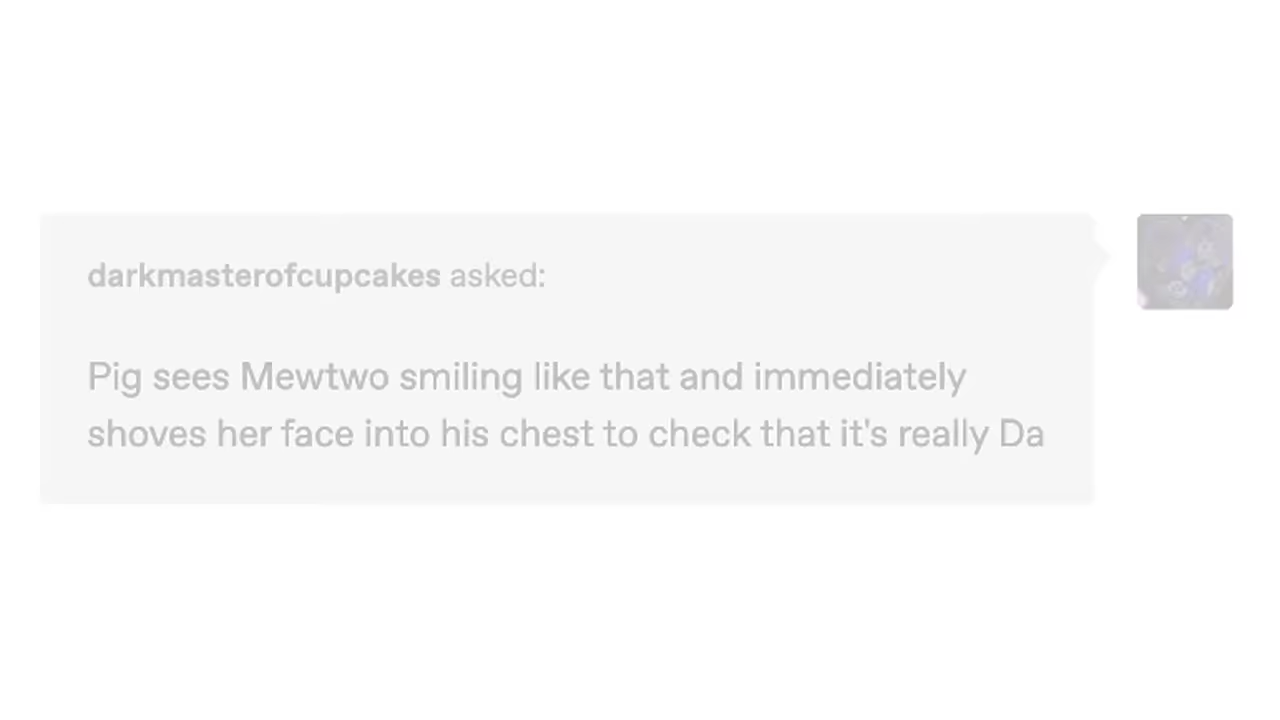 darkmasterofcupcakes asked:
Pig sees Mewtwo smiling like that and immediately
shoves her face into his chest to check that it's really Da